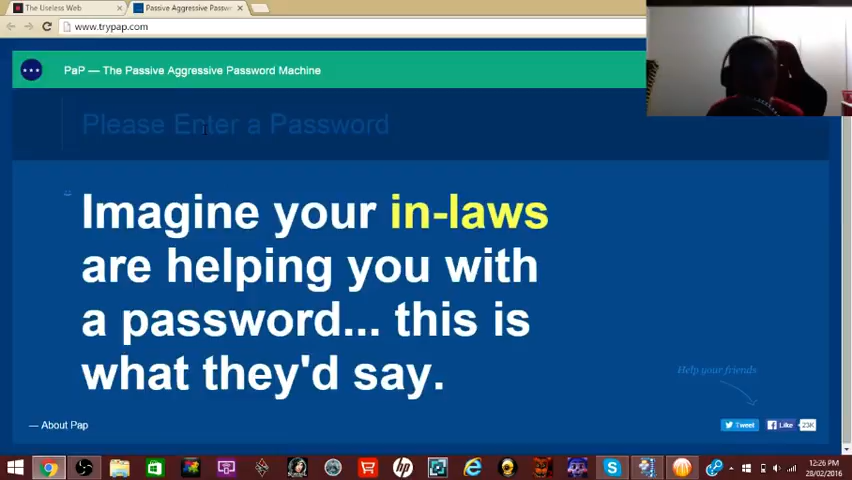 The Useless Web
Passive Aggressive Passw
www.trypap.com
PaP — The Passive Aggressive Password Machine
Please Enter a Password
Imagine your in-laws
are helping you with
a password... this is
what they'd say.
Help your friends
— About Pap
Tweet
Like
23K
12:26 PM
28/02/2016